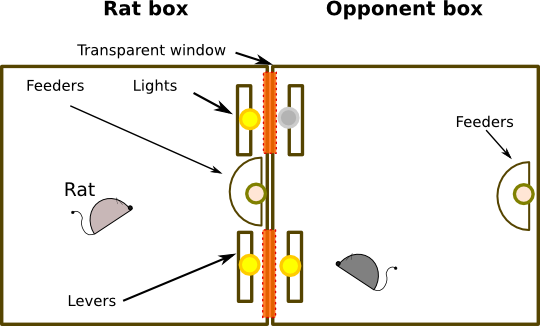 Rat box
Opponent box
Transparent window
Feeders
Lights
Feeders
Rat
Levers